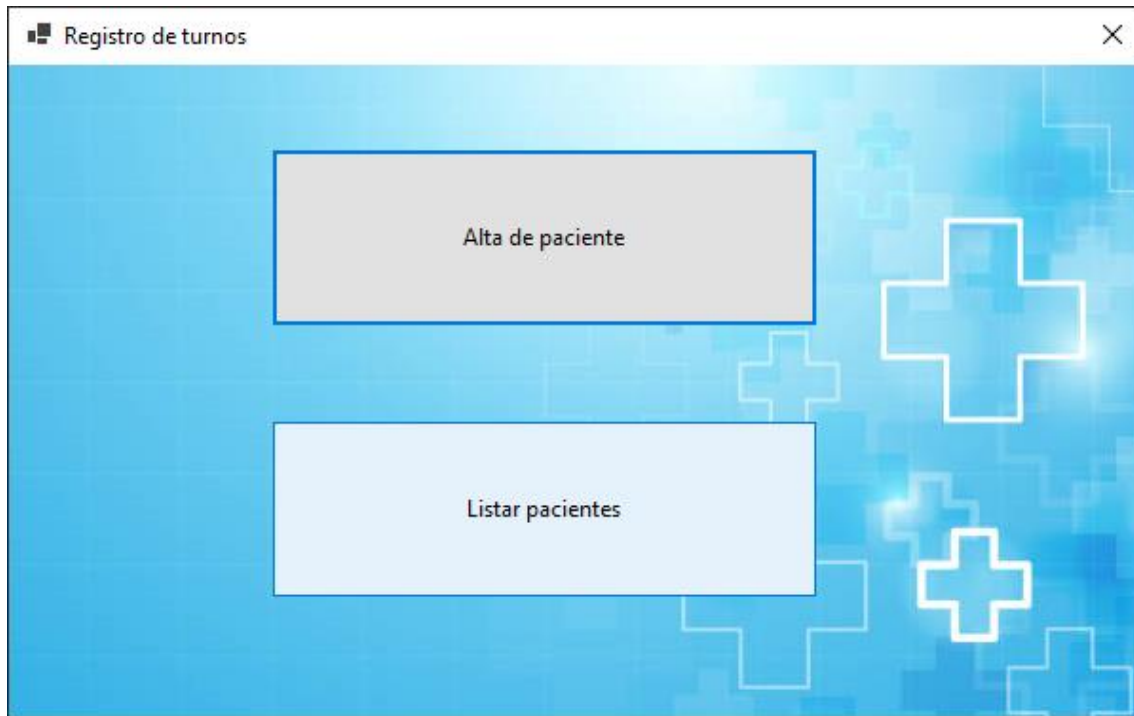 Registro de turnos
Alta de paciente
Listar pacientes